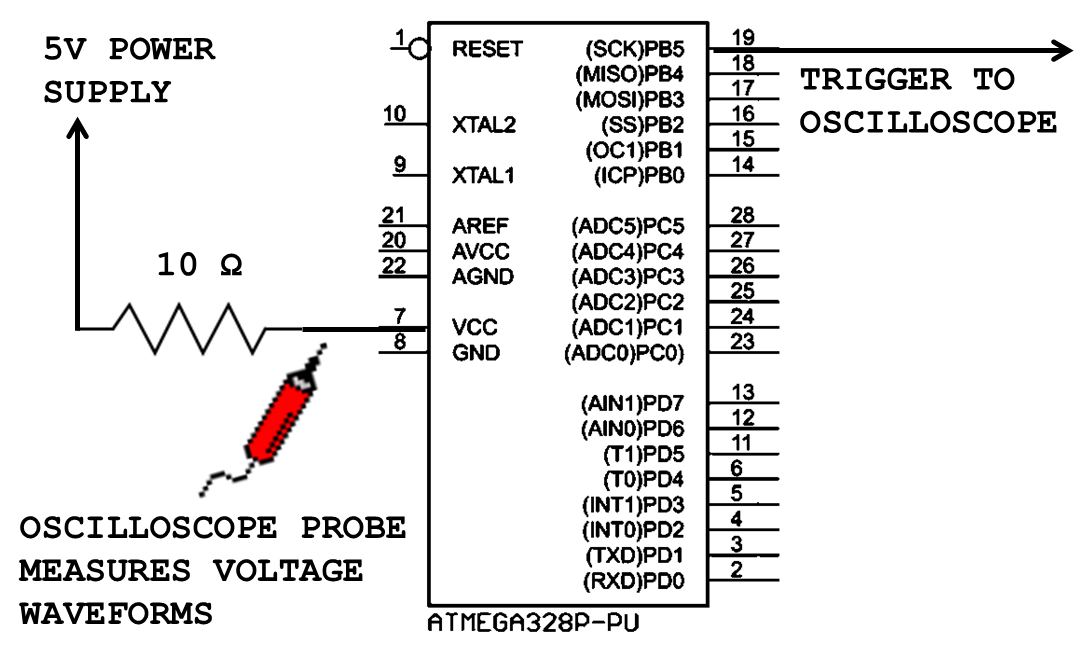 5V POWER
SUPPLY
10 Ω
OSCILLOSCOPE PROBE
MEASURES VOLTAGE
WAVEFORMS
1 RESET
10 XTAL2
9 XTAL1
21 AREF
20 AVCC
22 AGND
7 VCC
8 GND
(SCK)PB5 19
(MISO)PB4 18
(MOSI)PB3 17
(SS)PB2 16
(OC1)PB1 15
(ICP)PB0 14
(ADC5)PC5 28
(ADC4)PC4 27
(ADC3)PC3 26
(ADC2)PC2 25
(ADC1)PC1 24
(ADC0)PC0) 23
(AIN1)PD7 13
(AIN0)PD6 12
(T1)PD5 11
(T0)PD4 6
(INT1)PD3 5
(INT0)PD2 4
(TXD)PD1 3
(RXD)PD0 2
ATMEGA328P-PU
TRIGGER TO
OSCILLOSCOPE